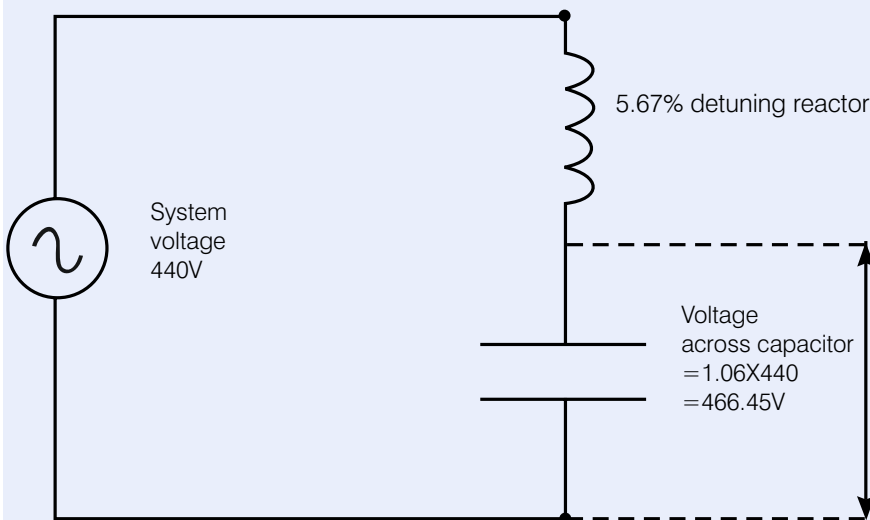 5.67% detuning reactor
System
voltage
440V
Voltage
across capacitor
=1.06X440
=466.45V